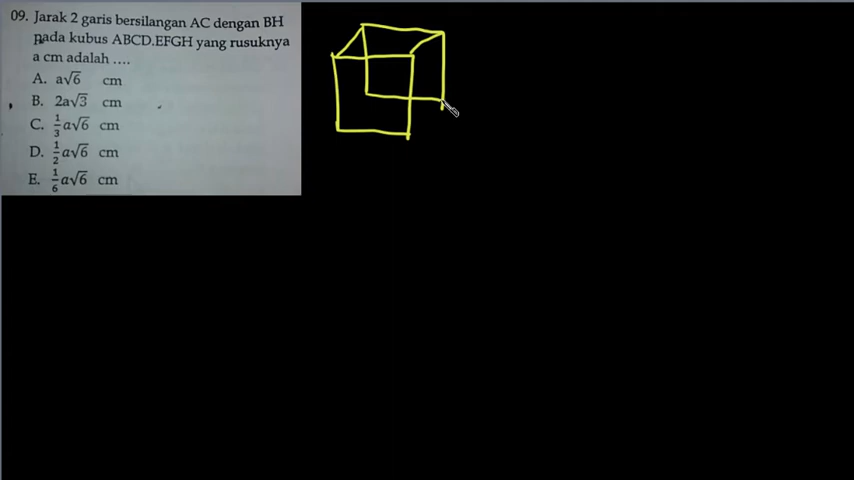 09. Jarak 2 garis bersilangan AC dengan BH
pada kubus ABCD.EFGH yang rusuknya
a cm adalah ....
A. a√6 cm
B. 2a√3 cm
C. 1/3 a√6 cm
D. 1/2 a√6 cm
E. 1/6 a√6 cm